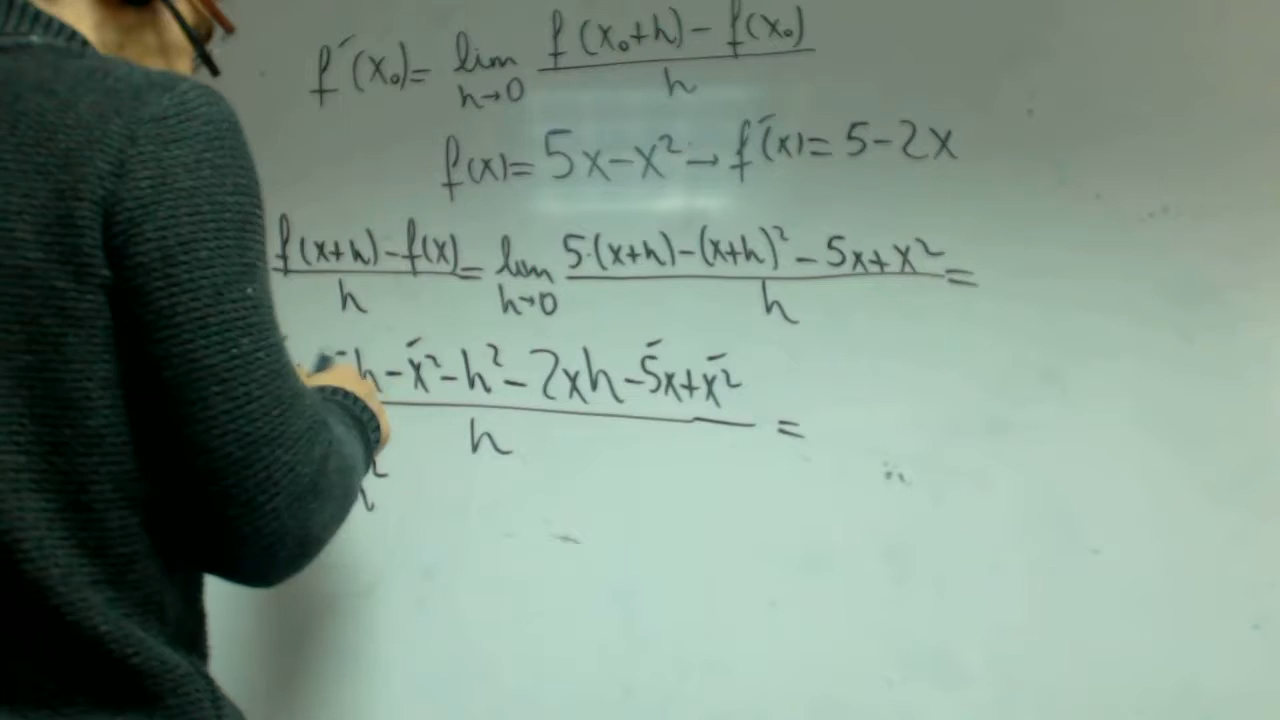 f´(x₀)= lim h→0 f(x₀+h)-f(x₀) / h
f(x)= 5x-x² → f´(x)= 5-2x
f(x+h)-f(x) / h = lim h→0 5·(x+h)-(x+h)²-5x+x² / h =
h-x²-h²-2xh-5x+x² / h =